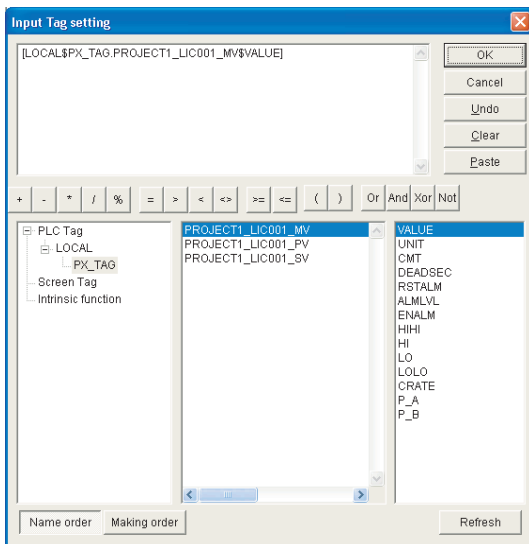 Input Tag setting
[LOCAL$PX_TAG.PROJECT1_LIC001_MV$VALUE]
OK
Cancel
Undo
Clear
Paste
+ - * / % = > < <> >= <= ( ) Or And Xor Not
PLC Tag
LOCAL
PX_TAG
Screen Tag
Intrinsic function
PROJECT1_LIC001_MV
PROJECT1_LIC001_PV
PROJECT1_LIC001_SV
VALUE
UNIT
CMT
DEADSEC
RSTALM
ALMLVL
ENALM
HIHI
HI
LO
LOLO
CRATE
P_A
P_B
Name order Making order Refresh